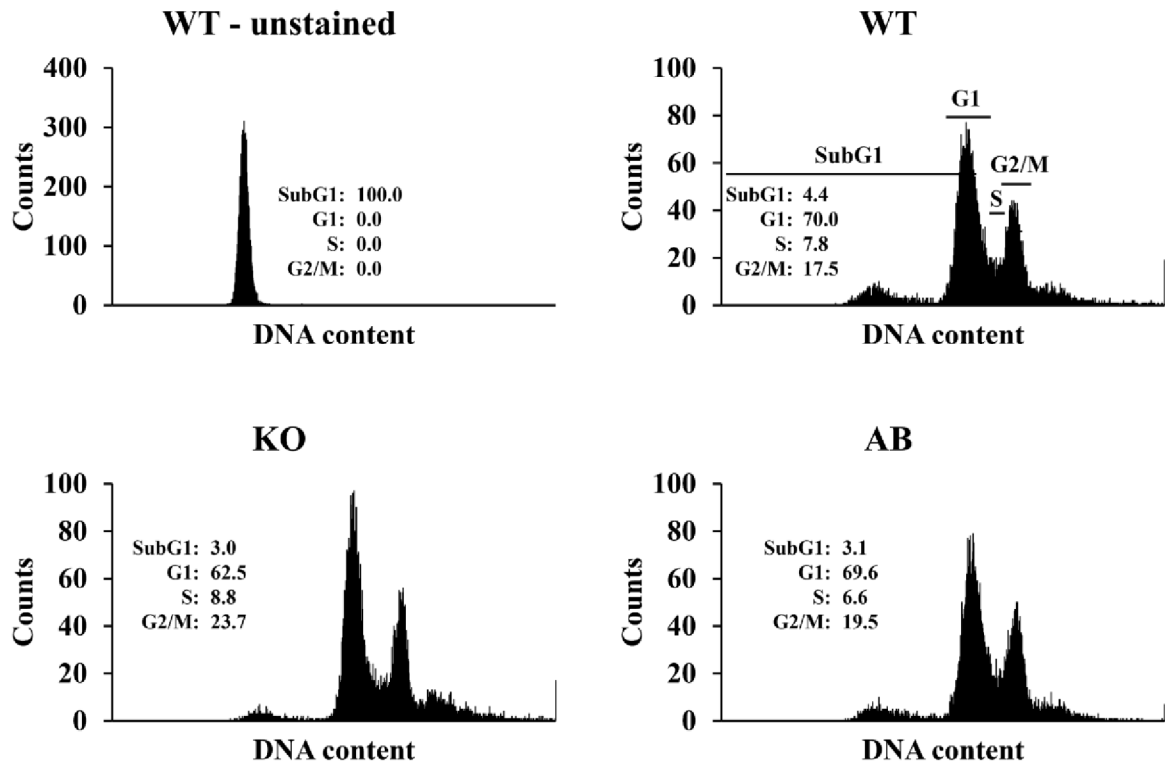 WT - unstained
400
300
200
100
0
Counts
SubG1: 100.0
G1: 0.0
S: 0.0
G2/M: 0.0
DNA content
WT
100
80
60
40
20
0
Counts
G1
SubG1
G2/M
S
SubG1: 4.4
G1: 70.0
S: 7.8
G2/M: 17.5
DNA content
KO
100
80
60
40
20
0
Counts
SubG1: 3.0
G1: 62.5
S: 8.8
G2/M: 23.7
DNA content
AB
100
80
60
40
20
0
Counts
SubG1: 3.1
G1: 69.6
S: 6.6
G2/M: 19.5
DNA content